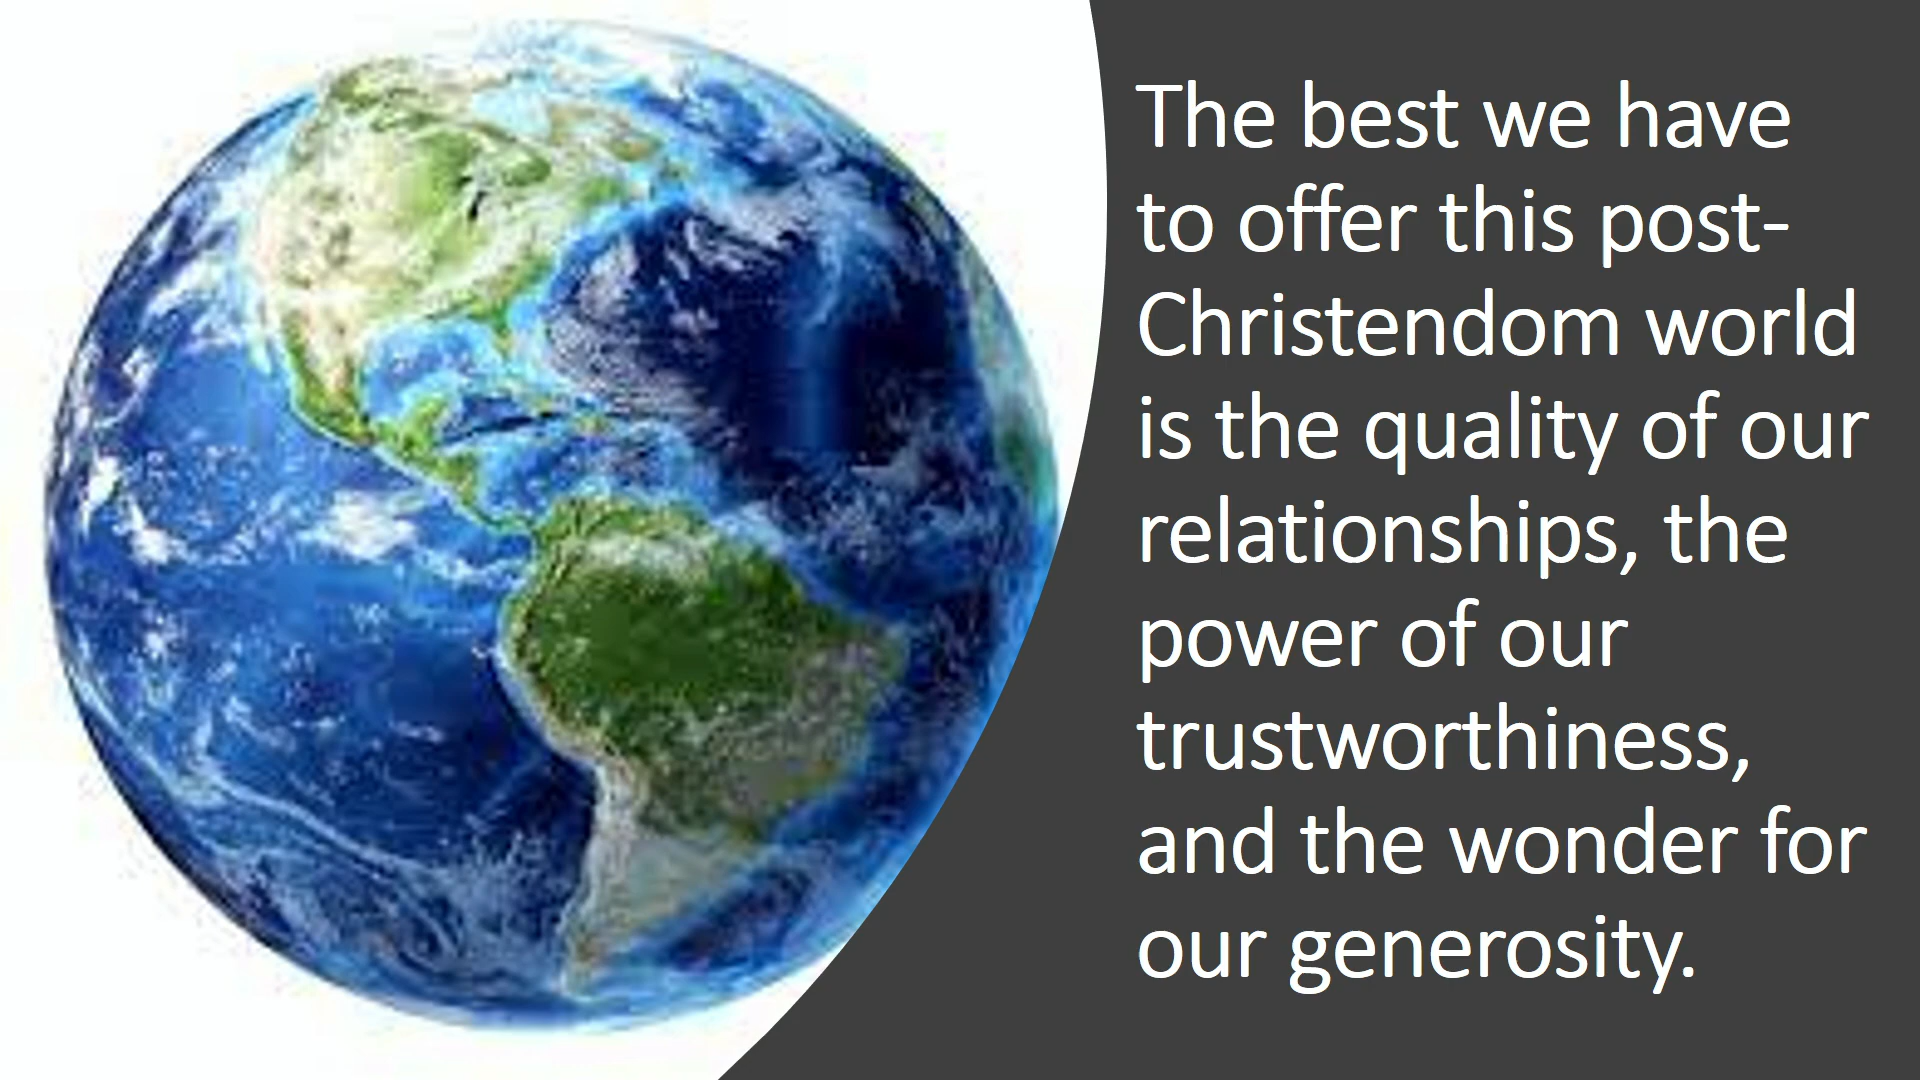 The best we have
to offer this post-
Christendom world
is the quality of our
relationships, the
power of our
trustworthiness,
and the wonder for
our generosity.